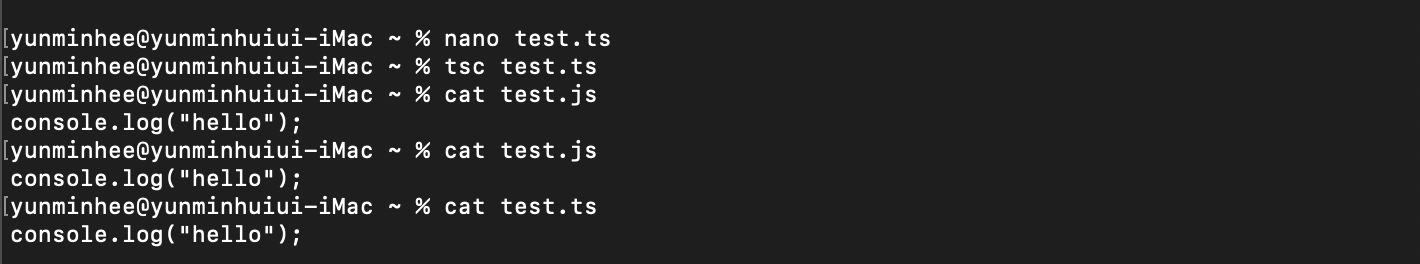 [yunminhee@yunminhuiui-iMac ~ % nano test.ts
[yunminhee@yunminhuiui-iMac ~ % tsc test.ts
[yunminhee@yunminhuiui-iMac ~ % cat test.js
console.log("hello");
[yunminhee@yunminhuiui-iMac ~ % cat test.js
console.log("hello");
[yunminhee@yunminhuiui-iMac ~ % cat test.ts
console.log("hello");